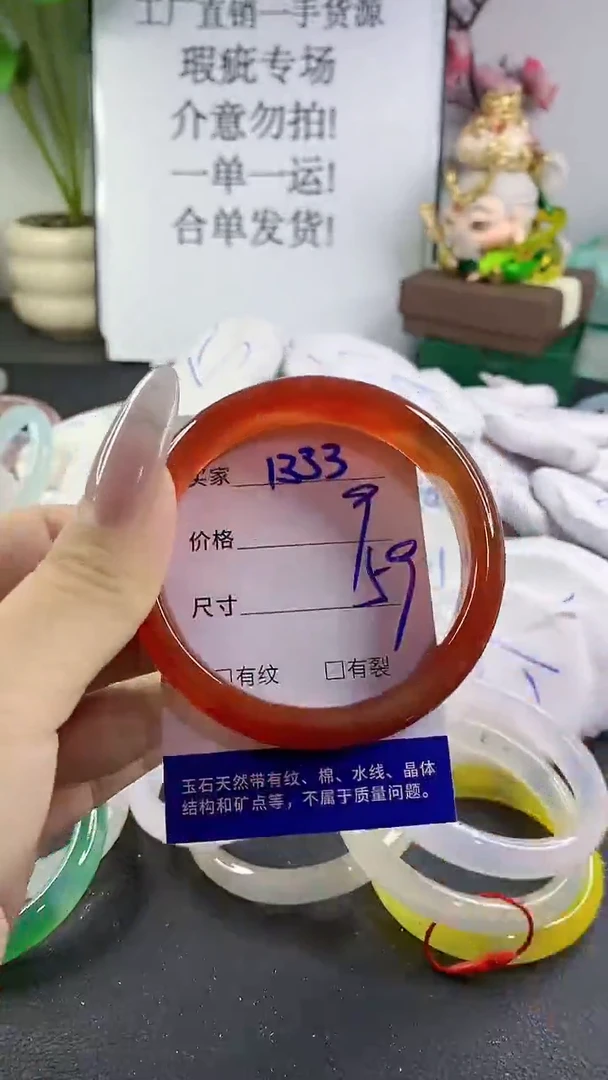 工厂直销一手货源
瑕疵专场
介意勿拍!
一单一运!
合单发货!
买家 1333
价格 9
尺寸 59
□有纹 □有裂
玉石天然带有纹、棉、水线、晶体
结构和矿点等，不属于质量问题。